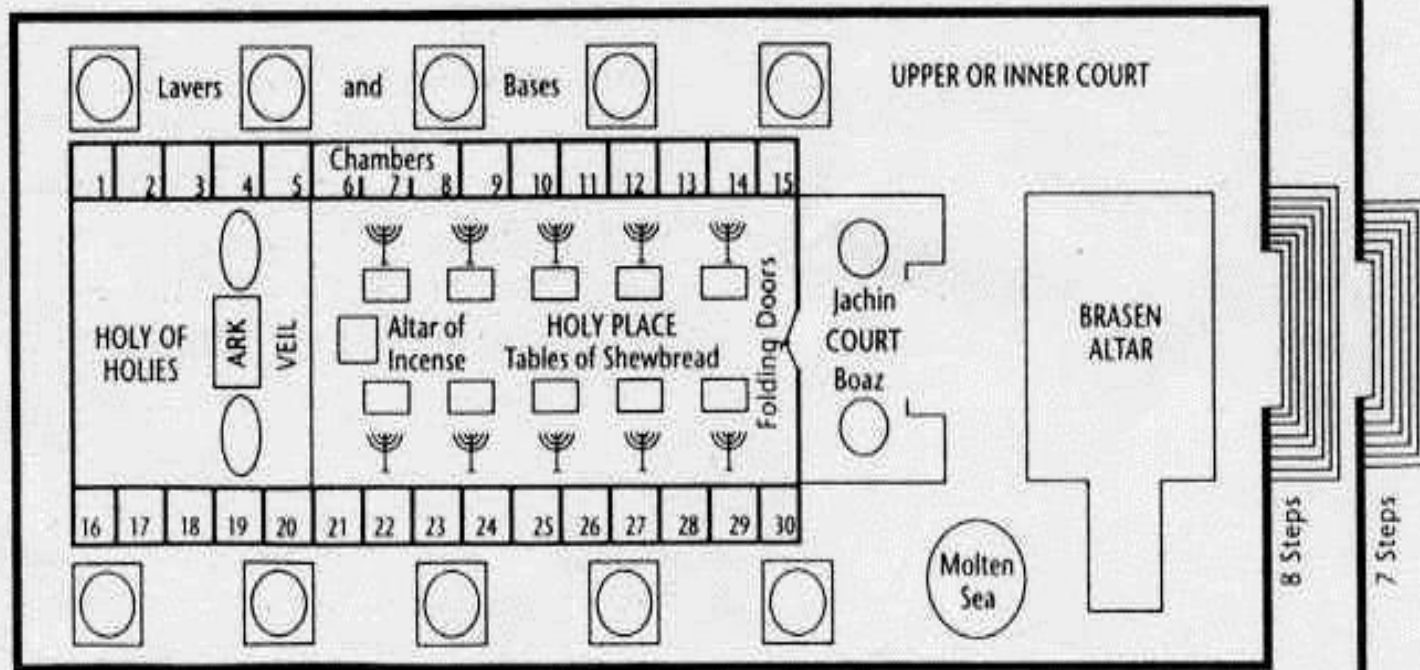 Lavers and Bases
UPPER OR INNER COURT
Chambers
1 2 3 4 5 6 7 8 9 10 11 12 13 14 15
HOLY OF
HOLIES
ARK
VEIL
Altar of
Incense
HOLY PLACE
Tables of Shewbread
Folding Doors
Jachin
COURT
Boaz
BRASEN
ALTAR
16 17 18 19 20 21 22 23 24 25 26 27 28 29 30
Molten
Sea
8 Steps
7 Steps